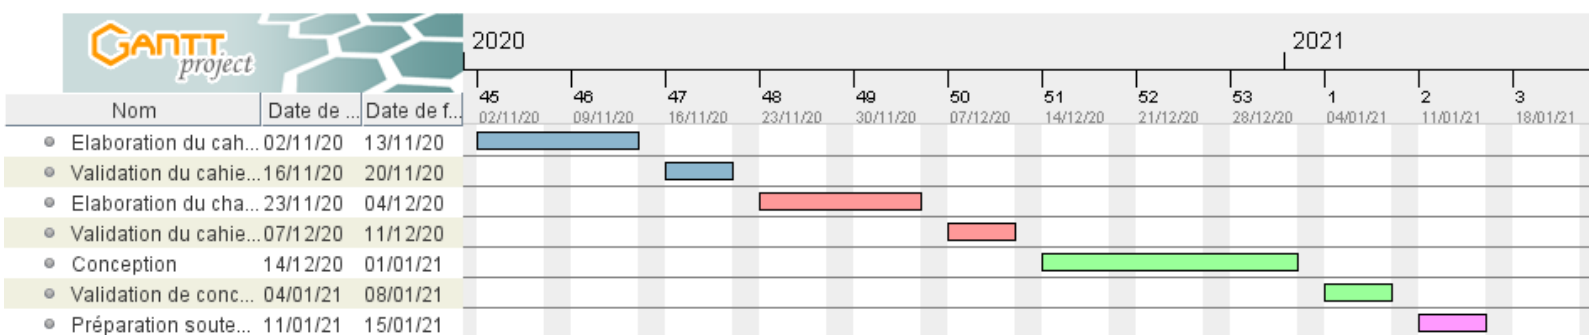 GANTT
project
2020 2021
45 46 47 48 49 50 51 52 53 1 2 3
Nom Date de ... Date de f...
02/11/20 09/11/20 16/11/20 23/11/20 30/11/20 07/12/20 14/12/20 21/12/20 28/12/20 04/01/21 11/01/21 18/01/21
Elaboration du cah... 02/11/20 13/11/20
Validation du cahie... 16/11/20 20/11/20
Elaboration du cha... 23/11/20 04/12/20
Validation du cahie... 07/12/20 11/12/20
Conception 14/12/20 01/01/21
Validation de conc... 04/01/21 08/01/21
Préparation soute... 11/01/21 15/01/21